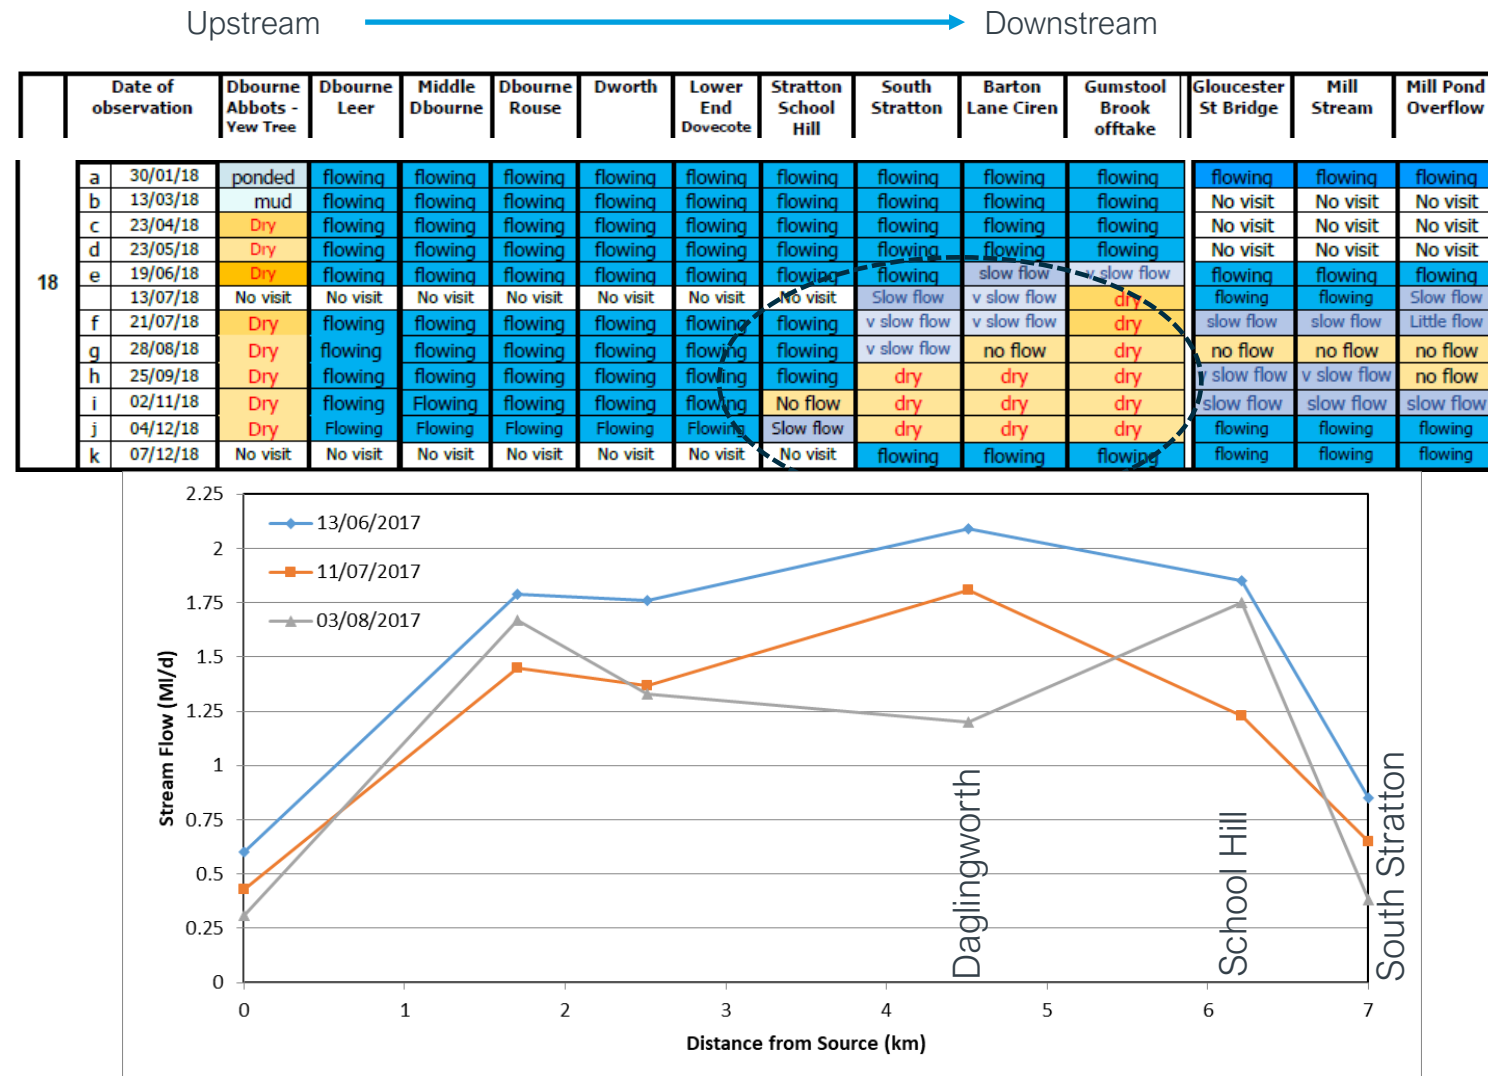 Upstream Downstream
Date of observation Dbourne Abbots - Yew Tree Dbourne Leer Middle Dbourne Dbourne Rouse Dworth Lower End Dovecote Stratton School Hill South Stratton Barton Lane Ciren Gumstool Brook offtake Gloucester St Bridge Mill Stream Mill Pond Overflow
18
a 30/01/18 ponded flowing flowing flowing flowing flowing flowing flowing flowing flowing flowing flowing flowing
b 13/03/18 mud flowing flowing flowing flowing flowing flowing flowing flowing flowing No visit No visit No visit
c 23/04/18 Dry flowing flowing flowing flowing flowing flowing flowing flowing flowing No visit No visit No visit
d 23/05/18 Dry flowing flowing flowing flowing flowing flowing flowing flowing flowing No visit No visit No visit
e 19/06/18 Dry flowing flowing flowing flowing flowing flowing flowing slow flow v slow flow flowing flowing flowing
13/07/18 No visit No visit No visit No visit No visit No visit No visit Slow flow v slow flow dry flowing flowing Slow flow
f 21/07/18 Dry flowing flowing flowing flowing flowing flowing v slow flow v slow flow dry slow flow slow flow Little flow
g 28/08/18 Dry flowing flowing flowing flowing flowing flowing v slow flow no flow dry no flow no flow no flow
h 25/09/18 Dry flowing flowing flowing flowing flowing flowing dry dry dry v slow flow v slow flow no flow
i 02/11/18 Dry flowing Flowing flowing flowing flowing No flow dry dry dry slow flow slow flow slow flow
j 04/12/18 Dry Flowing Flowing Flowing Flowing Flowing Slow flow dry dry dry flowing flowing flowing
k 07/12/18 No visit No visit No visit No visit No visit No visit No visit flowing flowing flowing flowing flowing flowing
2.25
2
1.75
1.5
1.25
1
0.75
0.5
0.25
0
Stream Flow (Ml/d)
13/06/2017
11/07/2017
03/08/2017
Daglingworth
School Hill
South Stratton
0 1 2 3 4 5 6 7
Distance from Source (km)